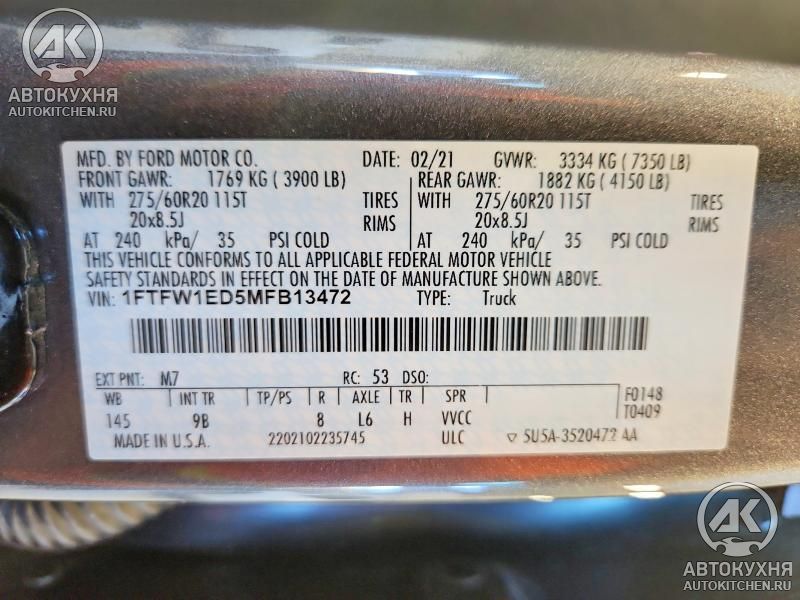 AK
АВТОКУХНЯ
AUTOKITCHEN.RU
MFD. BY FORD MOTOR CO. DATE: 02/21 GVWR: 3334 KG ( 7350 LB)
FRONT GAWR: 1769 KG ( 3900 LB) REAR GAWR: 1882 KG ( 4150 LB)
WITH 275/60R20 115T TIRES WITH 275/60R20 115T TIRES
20x8.5J RIMS 20x8.5J RIMS
AT 240 kPa/ 35 PSI COLD AT 240 kPa/ 35 PSI COLD
THIS VEHICLE CONFORMS TO ALL APPLICABLE FEDERAL MOTOR VEHICLE
SAFETY STANDARDS IN EFFECT ON THE DATE OF MANUFACTURE SHOWN ABOVE.
VIN: 1FTFW1ED5MFB13472 TYPE: Truck
EXT PNT: M7 RC: 53 DSO:
WB INT TR TP/PS R AXLE TR SPR F0148
145 9B 8 L6 H VVCC T0409
MADE IN U.S.A. 2202102235745 ULC ▽ 5U5A-3520472 AA
AK
АВТОКУХНЯ
AUTOKITCHEN.RU